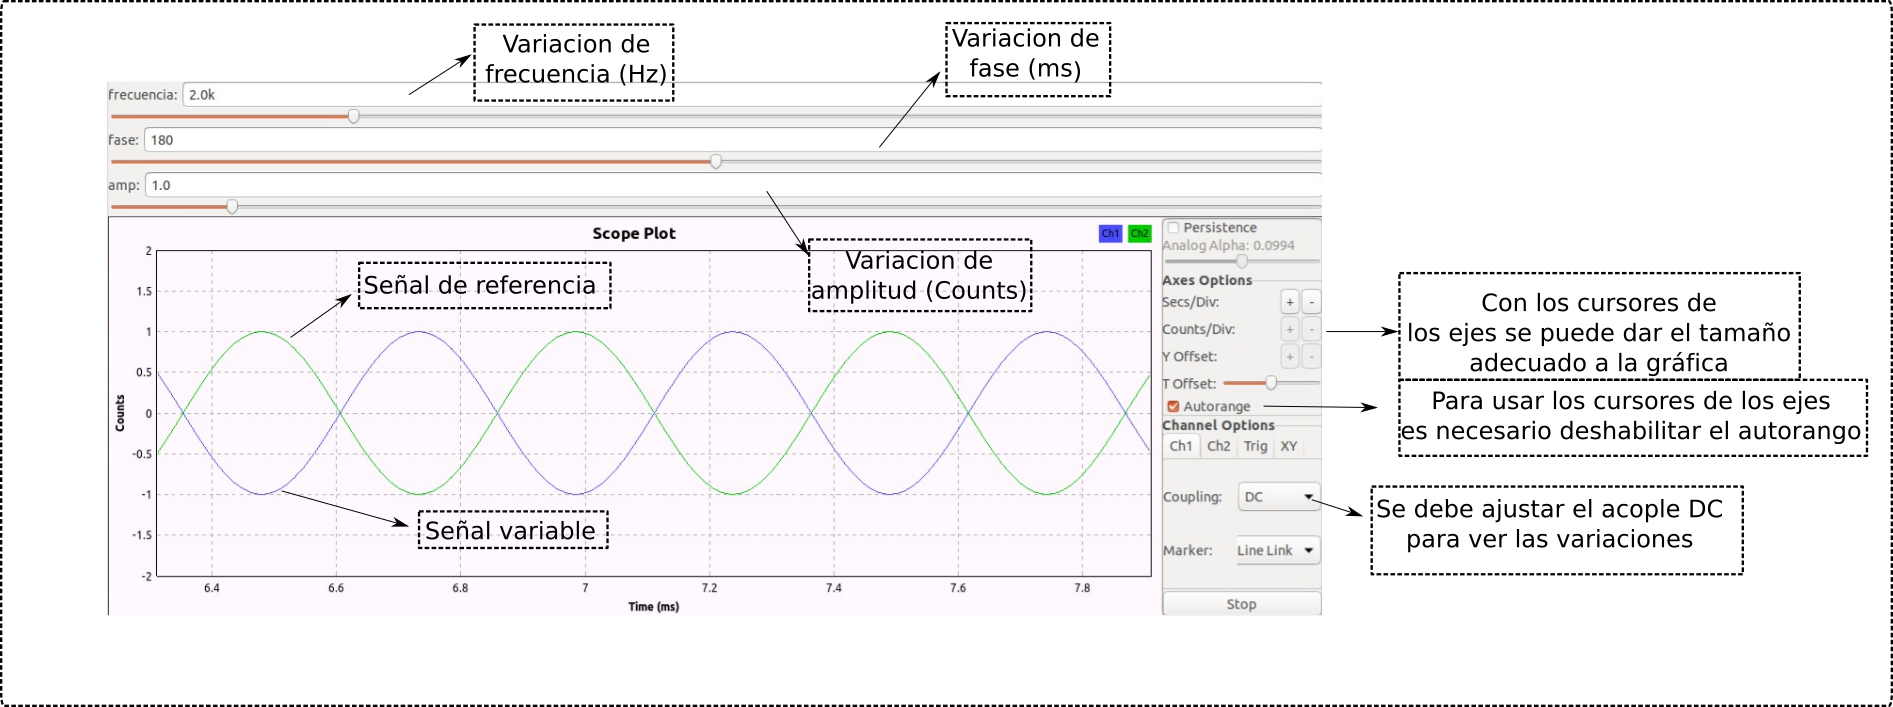 Variacion de
frecuencia (Hz)
Variacion de
fase (ms)
frecuencia: 2.0k
fase: 180
amp: 1.0
Scope Plot
Ch1 Ch2
Variacion de
amplitud (Counts)
Señal de referencia
Señal variable
Counts
2
1.5
1
0.5
0
-0.5
-1
-1.5
-2
6.4 6.6 6.8 7 7.2 7.4 7.6 7.8
Time (ms)
Persistence
Analog Alpha: 0.0994
Axes Options
Secs/Div: + -
Counts/Div: + -
Y Offset: + -
T Offset:
Autorange
Channel Options
Ch1 Ch2 Trig XY
Coupling: DC
Marker: Line Link
Stop
Con los cursores de
los ejes se puede dar el tamaño
adecuado a la gráfica
Para usar los cursores de los ejes
es necesario deshabilitar el autorango
Se debe ajustar el acople DC
para ver las variaciones